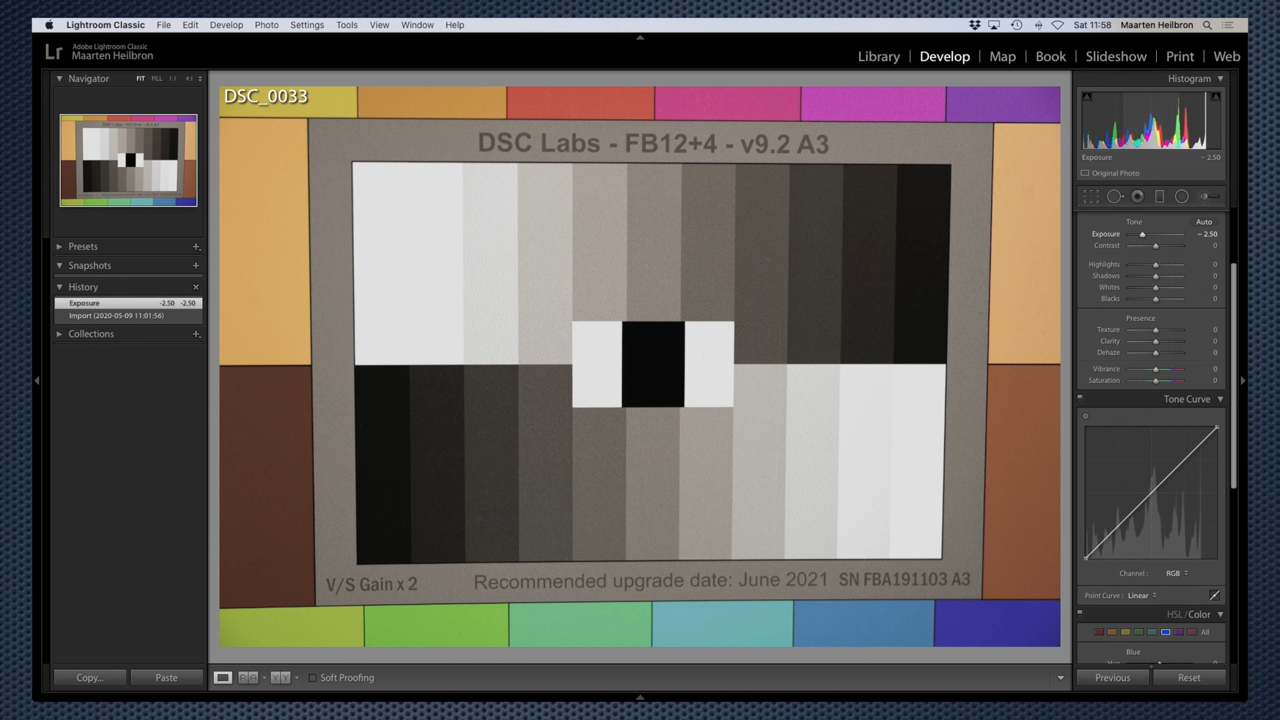 Lightroom Classic File Edit Develop Photo Settings Tools View Window Help Sat 11:58 Maarten Heilbron
Lr Adobe Lightroom Classic
Maarten Heilbron
Library | Develop | Map | Book | Slideshow | Print | Web
Navigator FIT FILL 1:1 4:1
Presets
Snapshots
History
Exposure -2.50 -2.50
Import (2020-05-09 11:01:56)
Collections
Copy... Paste
DSC_0033
DSC Labs - FB12+4 - v9.2 A3
V/S Gain x 2 Recommended upgrade date: June 2021 SN FBA191103 A3
Soft Proofing
Histogram
Exposure - 2.50
Original Photo
Tone Auto
Exposure - 2.50
Contrast 0
Highlights 0
Shadows 0
Whites 0
Blacks 0
Presence
Texture 0
Clarity 0
Dehaze 0
Vibrance 0
Saturation 0
Tone Curve
Channel : RGB
Point Curve : Linear
HSL / Color
All
Blue
Previous Reset